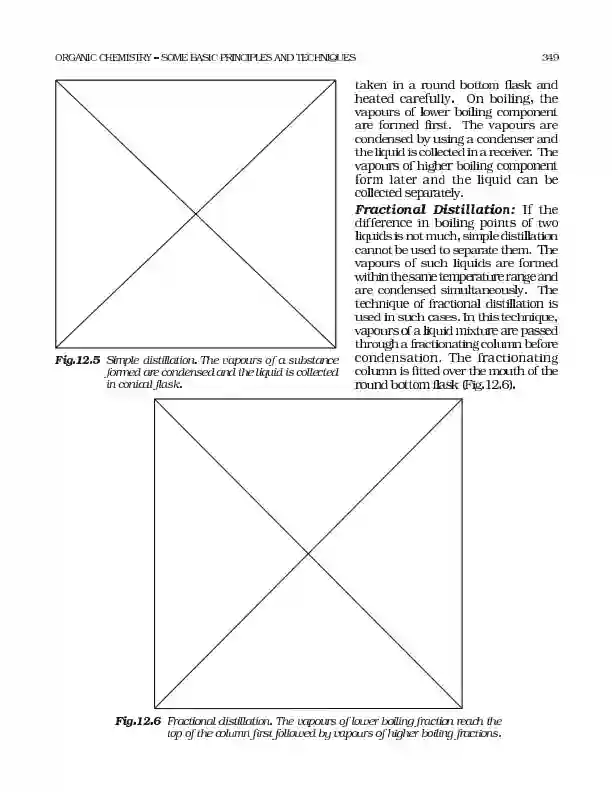 ORGANIC CHEMISTRY – SOME BASIC PRINCIPLES AND TECHNIQUES 349
taken in a round bottom flask and
heated carefully. On boiling, the
vapours of lower boiling component
are formed first. The vapours are
condensed by using a condenser and
the liquid is collected in a receiver. The
vapours of higher boiling component
form later and the liquid can be
collected separately.
Fractional Distillation: If the
difference in boiling points of two
liquids is not much, simple distillation
cannot be used to separate them. The
vapours of such liquids are formed
within the same temperature range and
are condensed simultaneously. The
technique of fractional distillation is
used in such cases. In this technique,
vapours of a liquid mixture are passed
through a fractionating column before
condensation. The fractionating
column is fitted over the mouth of the
round bottom flask (Fig.12.6).
Fig.12.5 Simple distillation. The vapours of a substance
formed are condensed and the liquid is collected
in conical flask.
Fig.12.6 Fractional distillation. The vapours of lower boiling fraction reach the
top of the column first followed by vapours of higher boiling fractions.